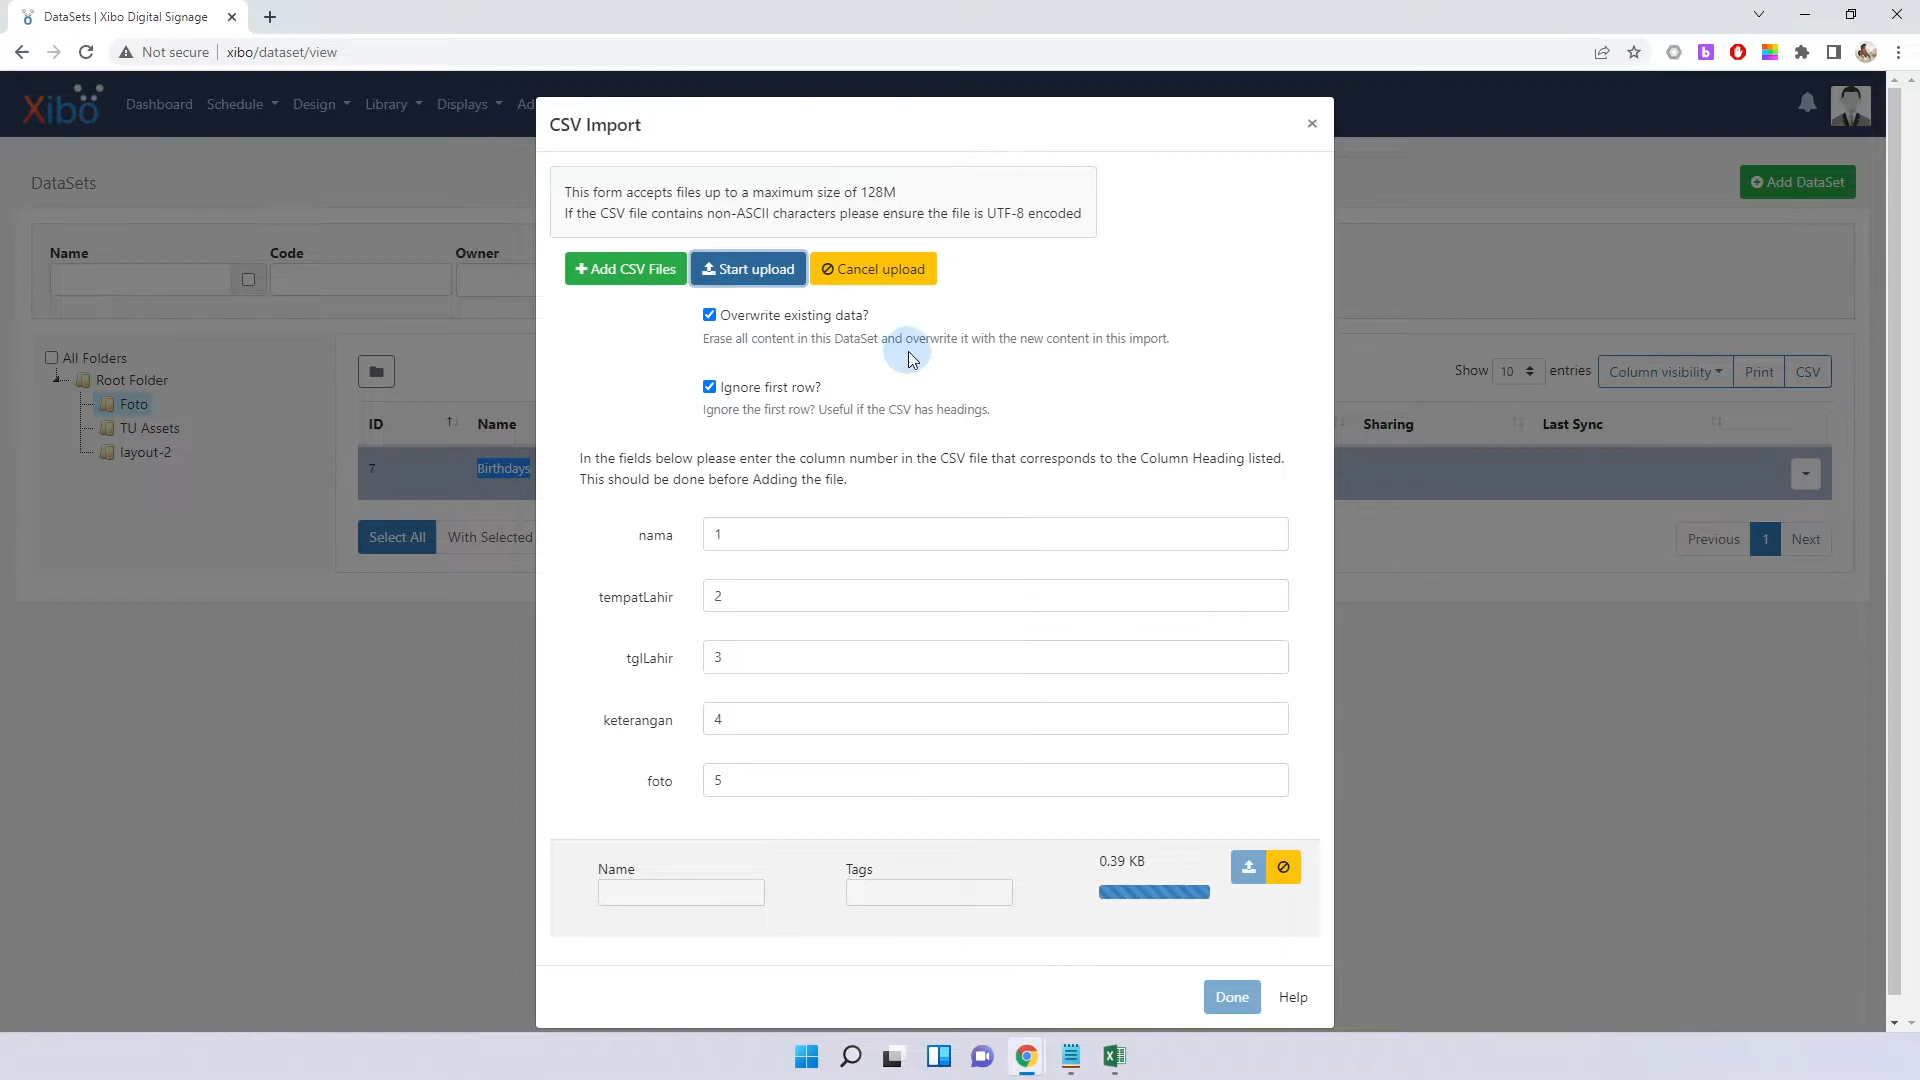 DataSets | Xibo Digital Signage
Not secure
xibo/dataset/view
Xibo
Dashboard
Schedule
Design
Library
Displays
Ad
CSV Import
This form accepts files up to a maximum size of 128M
If the CSV file contains non-ASCII characters please ensure the file is UTF-8 encoded
DataSets
Add DataSet
Add CSV Files
Start upload
Cancel upload
Name
Code
Owner
Overwrite existing data?
Erase all content in this DataSet and overwrite it with the new content in this import.
All Folders
Root Folder
Foto
TU Assets
layout-2
Show 10 entries
Column visibility
Print
CSV
Ignore first row?
Ignore the first row? Useful if the CSV has headings.
ID
Name
Sharing
Last Sync
7
Birthdays
In the fields below please enter the column number in the CSV file that corresponds to the Column Heading listed.
This should be done before Adding the file.
Select All
With Selected
Previous
1
Next
nama 1
tempatLahir 2
tglLahir 3
keterangan 4
foto 5
Name
Tags
0.39 KB
Done
Help